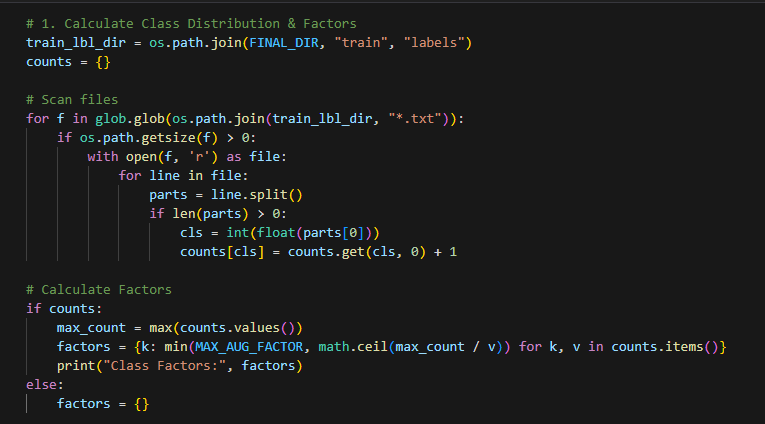 # 1. Calculate Class Distribution & Factors
train_lbl_dir = os.path.join(FINAL_DIR, "train", "labels")
counts = {}

# Scan files
for f in glob.glob(os.path.join(train_lbl_dir, "*.txt")):
    if os.path.getsize(f) > 0:
        with open(f, 'r') as file:
            for line in file:
                parts = line.split()
                if len(parts) > 0:
                    cls = int(float(parts[0]))
                    counts[cls] = counts.get(cls, 0) + 1

# Calculate Factors
if counts:
    max_count = max(counts.values())
    factors = {k: min(MAX_AUG_FACTOR, math.ceil(max_count / v)) for k, v in counts.items()}
    print("Class Factors:", factors)
else:
    factors = {}